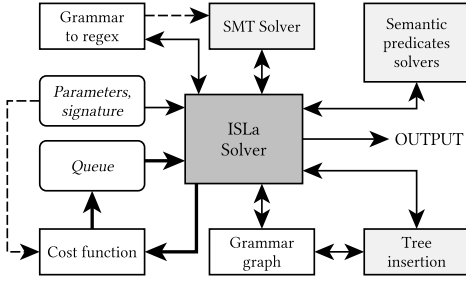 Grammar
to regex
SMT Solver
Semantic
predicates
solvers
Parameters,
signature
ISLa
Solver
OUTPUT
Queue
Cost function
Grammar
graph
Tree
insertion